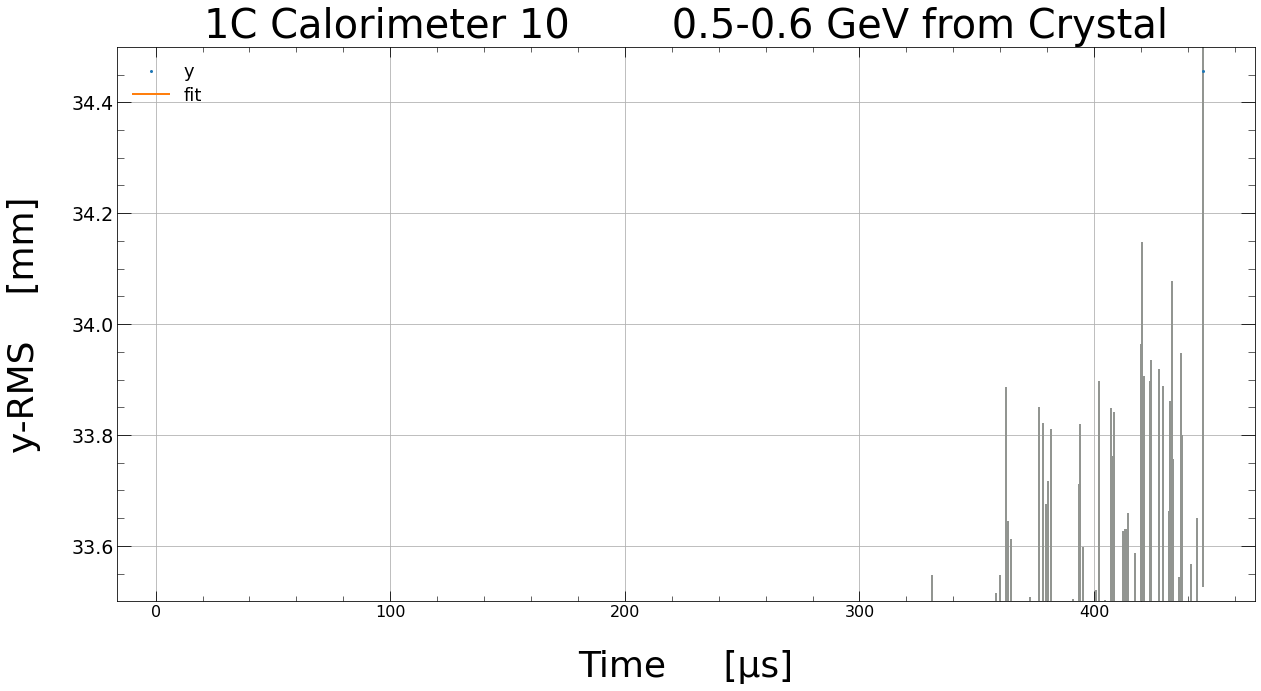 1C Calorimeter 10 0.5-0.6 GeV from Crystal
y
fit
34.4
34.2
34.0
33.8
33.6
y-RMS [mm]
0 100 200 300 400
Time [μs]